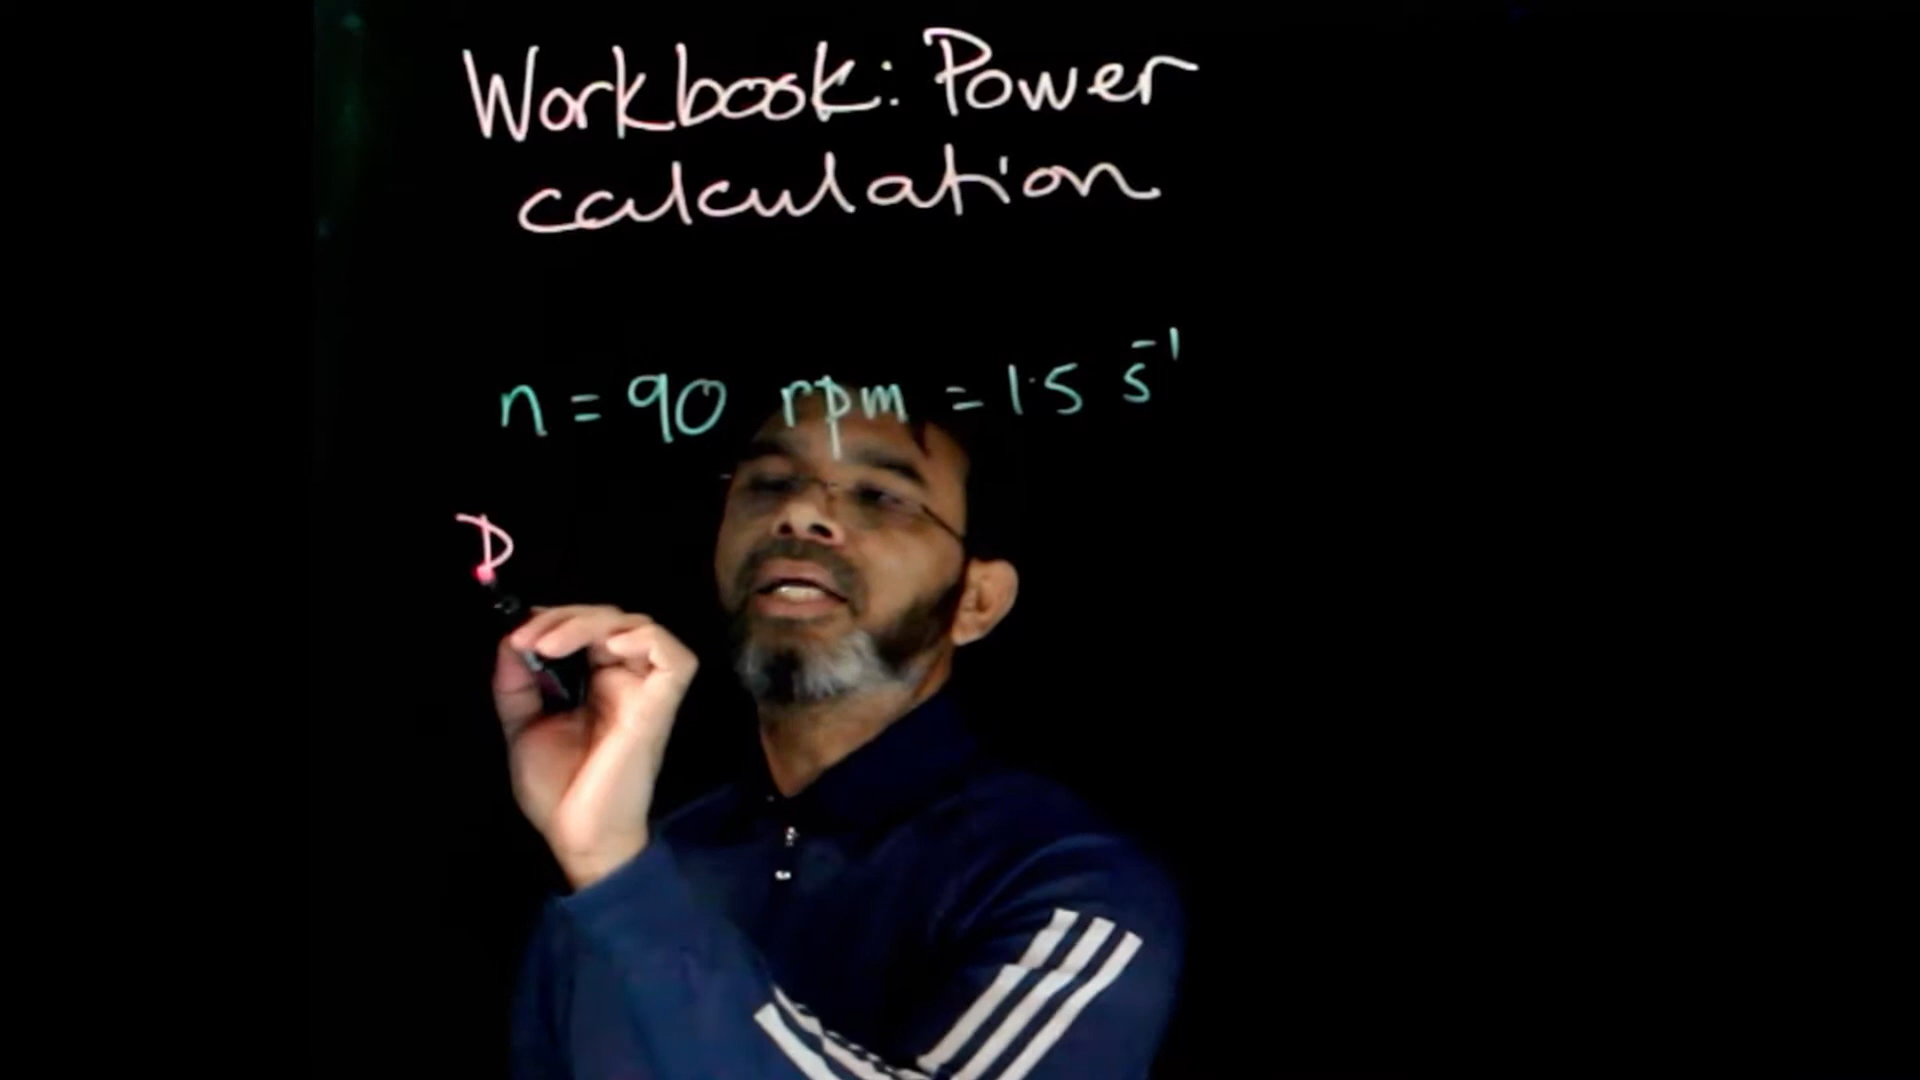 Workbook: Power
calculation
n = 90 rpm = 1.5 s⁻¹
D